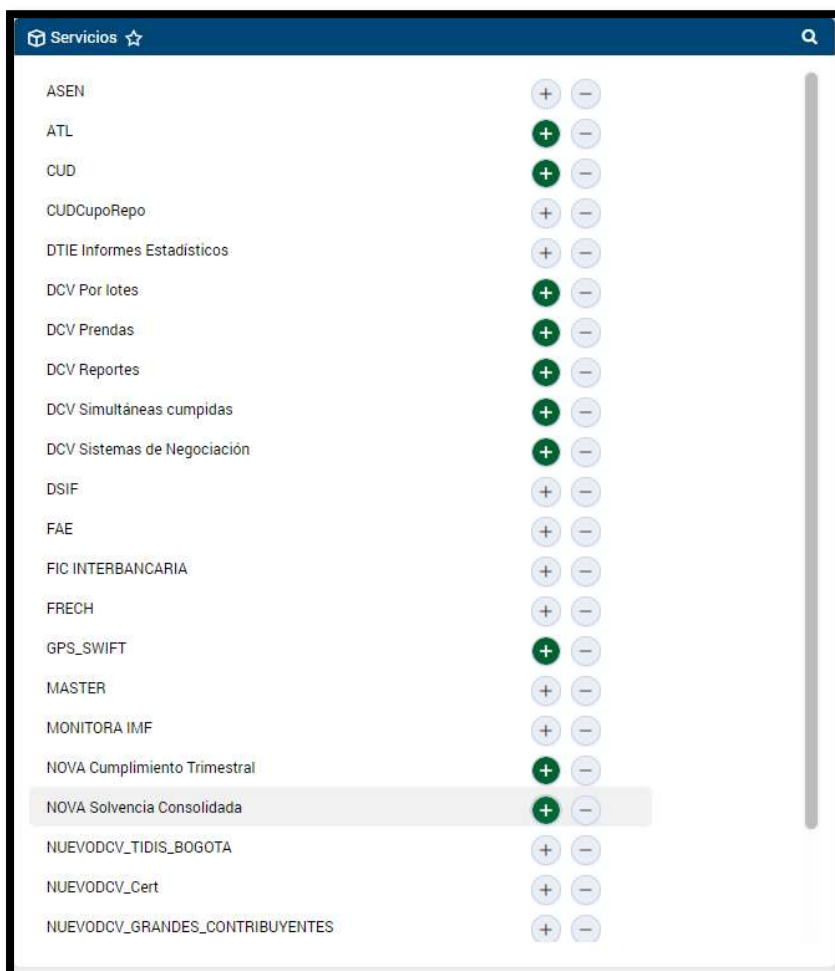 Servicios
ASEN
ATL
CUD
CUDCupoRepo
DTIE Informes Estadísticos
DCV Por lotes
DCV Prendas
DCV Reportes
DCV Simultáneas cumpidas
DCV Sistemas de Negociación
DSIF
FAE
FIC INTERBANCARIA
FRECH
GPS_SWIFT
MASTER
MONITORA IMF
NOVA Cumplimiento Trimestral
NOVA Solvencia Consolidada
NUEVODCV_TIDIS_BOGOTA
NUEVODCV_Cert
NUEVODCV_GRANDES_CONTRIBUYENTES